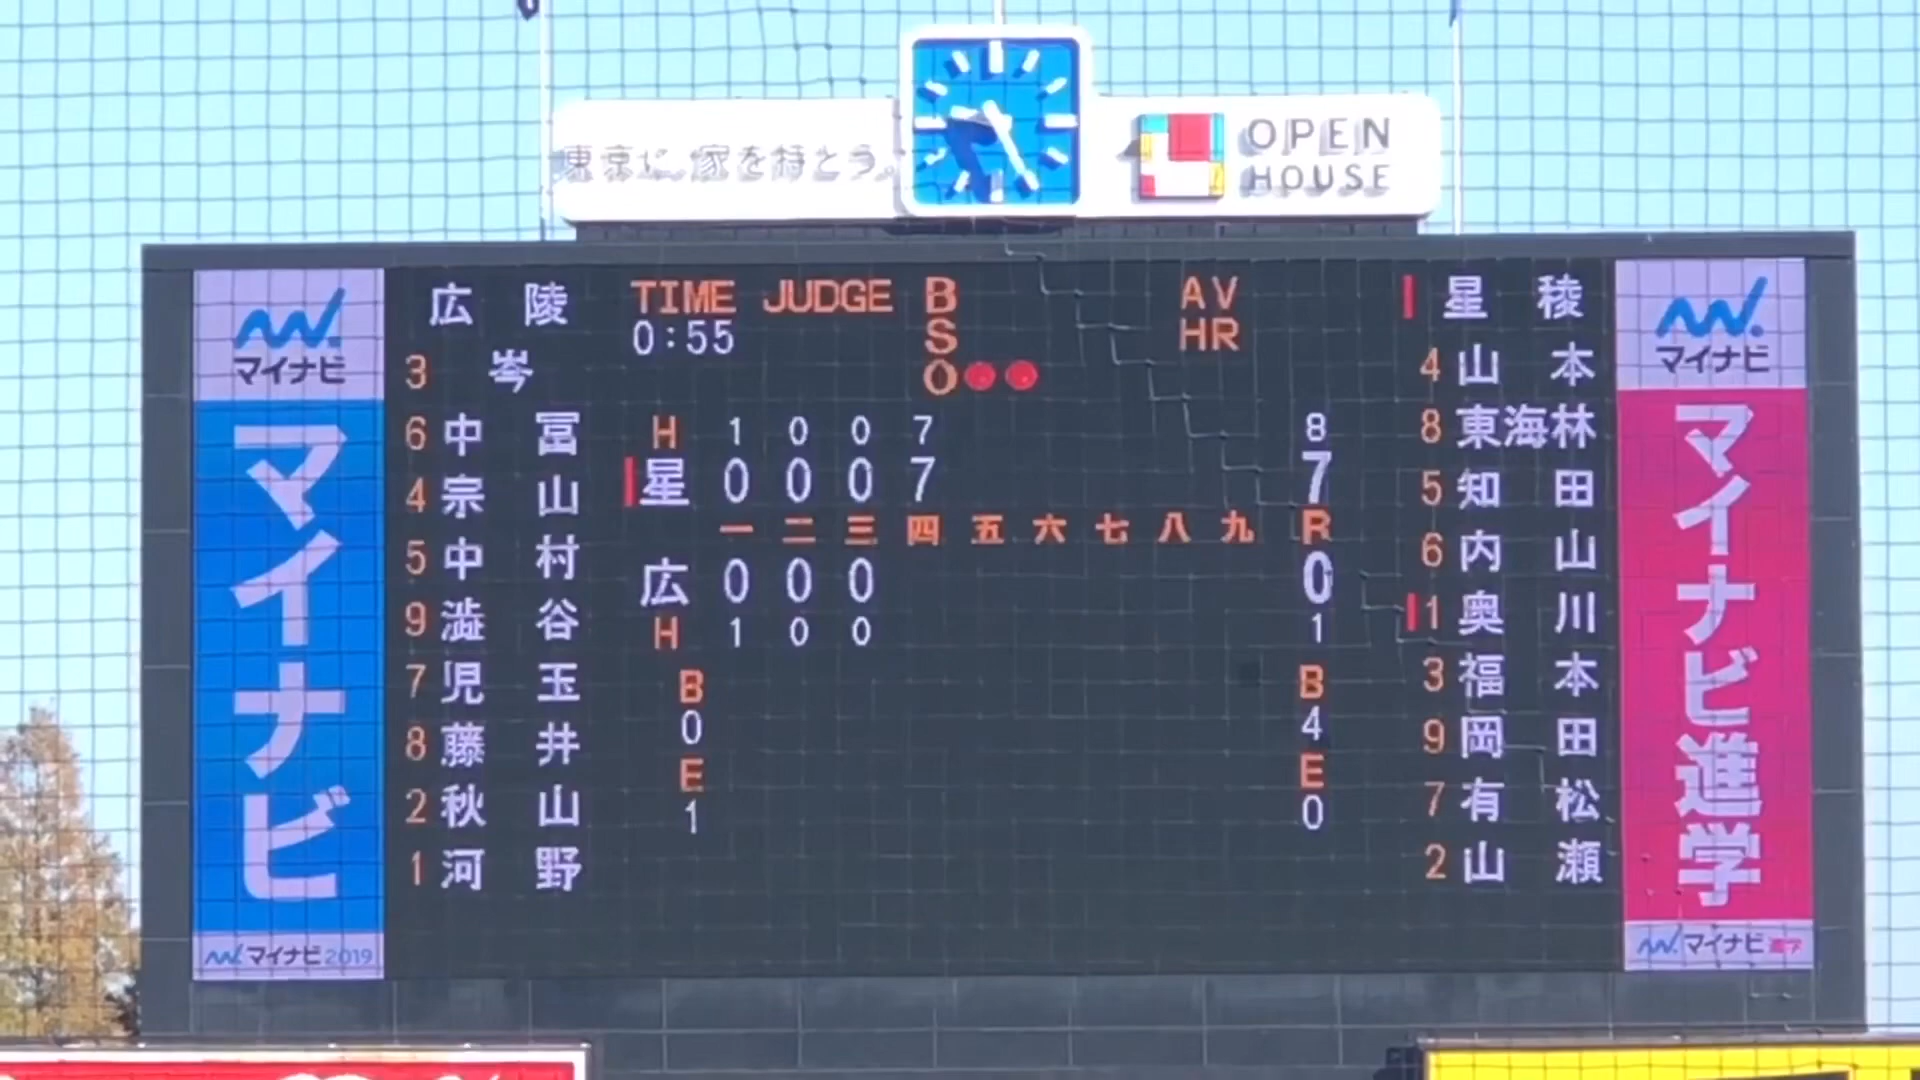 東京に、家を持とう。
OPEN
HOUSE
マイナビ
マイナビ
マイナビ2019
広陵
3 岑
6 中冨
4 宗山
5 中村
9 澁谷
7 児玉
8 藤井
2 秋山
1 河野
TIME JUDGE
0:55
B
S
O
AV
HR
H 1 0 0 7 8
星 0 0 0 7 7
一 二 三 四 五 六 七 八 九 R
広 0 0 0 0
H 1 0 0 1
B
0
E
1
B
4
E
0
星稜
4 山本
8 東海林
5 知田
6 内山
1 奥川
3 福本
9 岡田
7 有松
2 山瀬
マイナビ
マイナビ進学
マイナビ進学